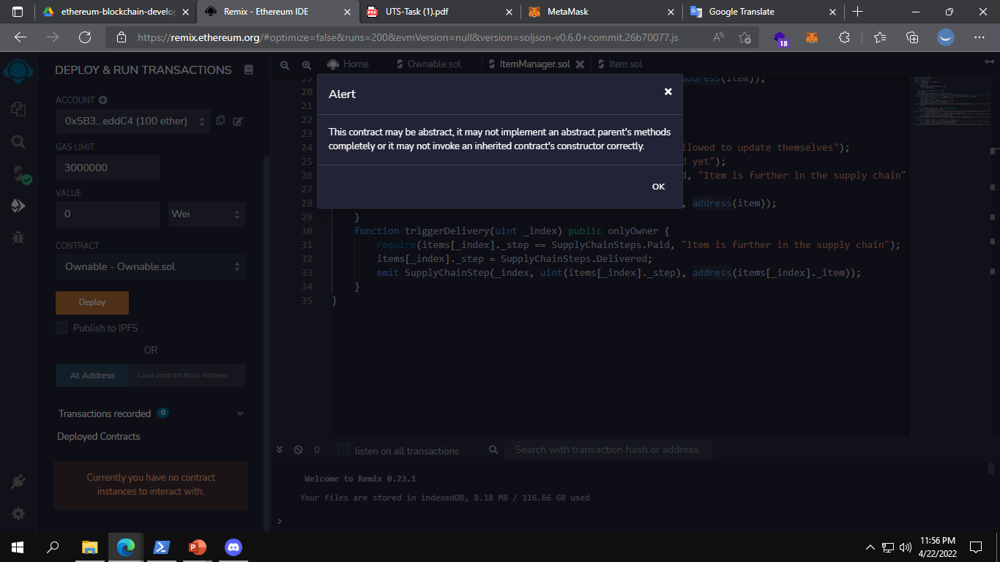 ethereum-blockchain-develop
Remix - Ethereum IDE
UTS-Task (1).pdf
MetaMask
Google Translate
https://remix.ethereum.org/#optimize=false&runs=200&evmVersion=null&version=soljson-v0.6.0+commit.26b70077.js
18
DEPLOY & RUN TRANSACTIONS
Home
Ownable.sol
ItemManager.sol
Item.sol
ACCOUNT
0x5B3...eddC4 (100 ether)
GAS LIMIT
3000000
VALUE
0
Wei
CONTRACT
Ownable - Ownable.sol
Deploy
Publish to IPFS
OR
At Address
Load contract from Address
Transactions recorded 0
Deployed Contracts
Currently you have no contract
instances to interact with.
Alert
This contract may be abstract, it may not implement an abstract parent's methods
completely or it may not invoke an inherited contract's constructor correctly.
OK
19 address(item));
20
21
22
23
24 llowed to update themselves");
25 d yet");
26 d, "Item is further in the supply chain"
27
28 , address(item));
29 }
30 function triggerDelivery(uint _index) public onlyOwner {
31 require(items[_index]._step == SupplyChainSteps.Paid, "Item is further in the supply chain");
32 items[_index]._step = SupplyChainSteps.Delivered;
33 emit SupplyChainStep(_index, uint(items[_index]._step), address(items[_index]._item));
34 }
35 }
0
listen on all transactions
Search with transaction hash or address
Welcome to Remix 0.23.1
Your files are stored in indexedDB, 8.18 MB / 116.66 GB used
>
11:56 PM
4/22/2022